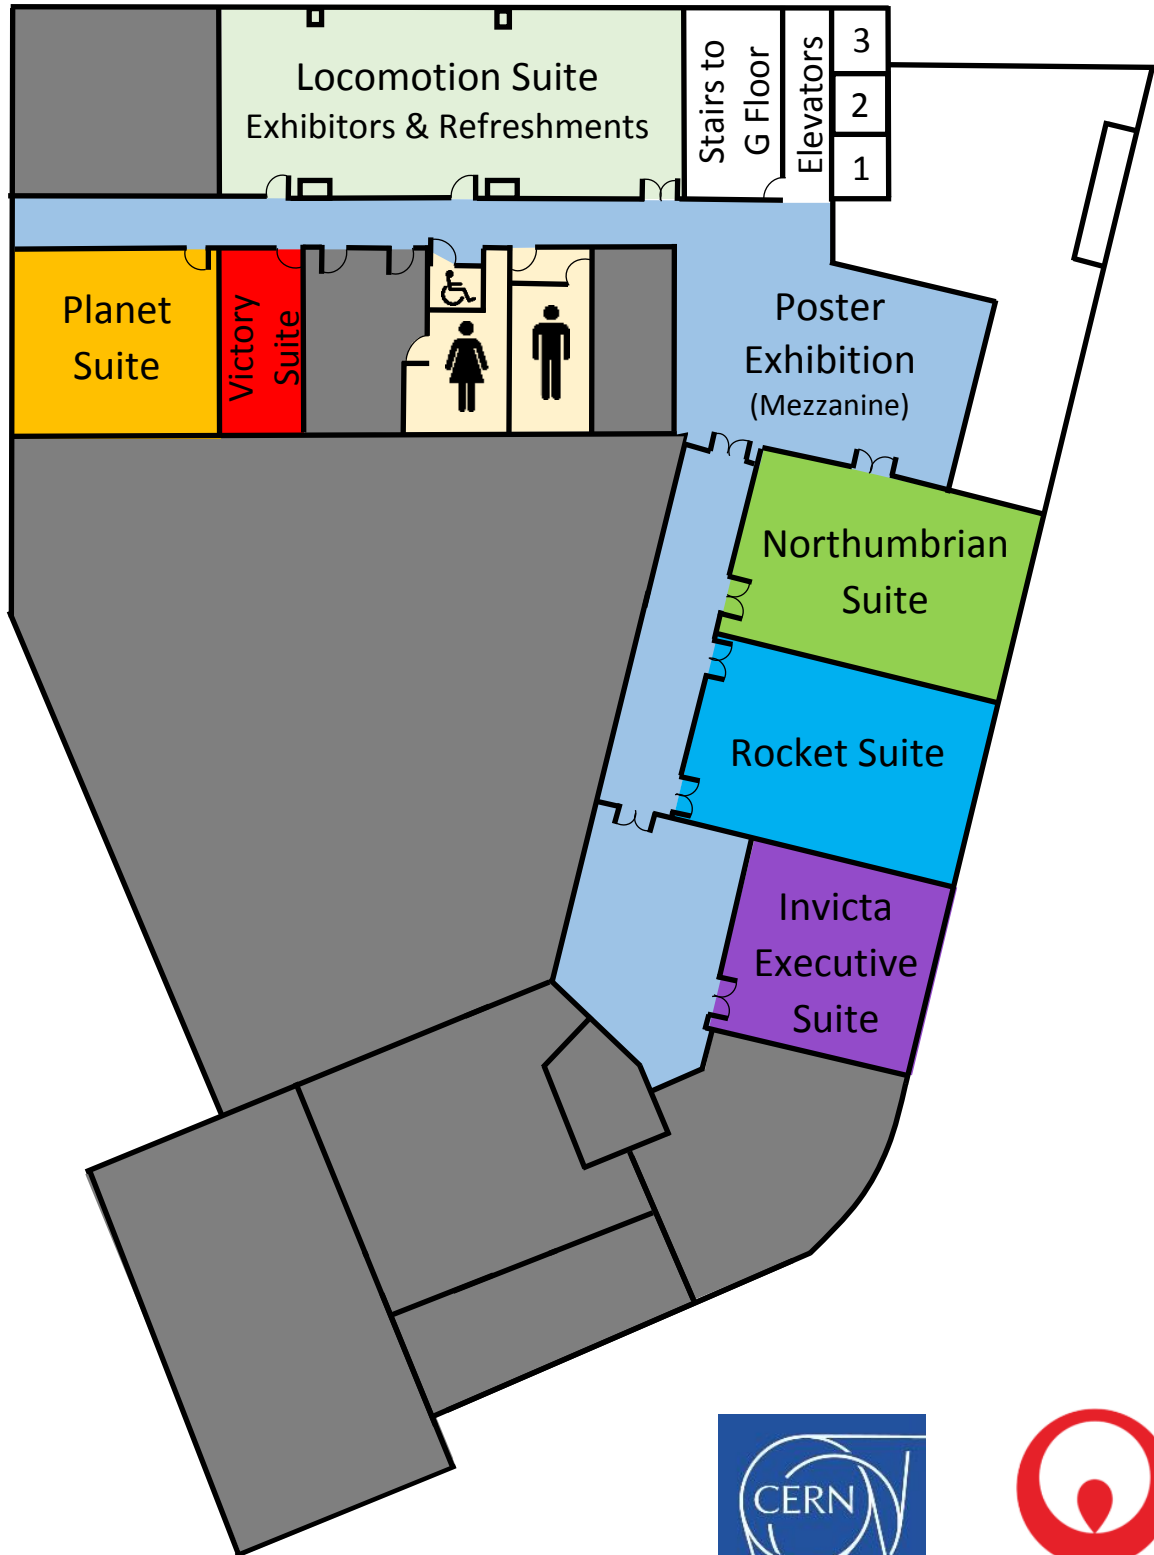 Locomotion Suite
Exhibitors & Refreshments
Stairs to
G Floor
Elevators
3
2
1
Planet
Suite
Victory
Suite
Poster
Exhibition
(Mezzanine)
Northumbrian
Suite
Rocket Suite
Invicta
Executive
Suite
CERN